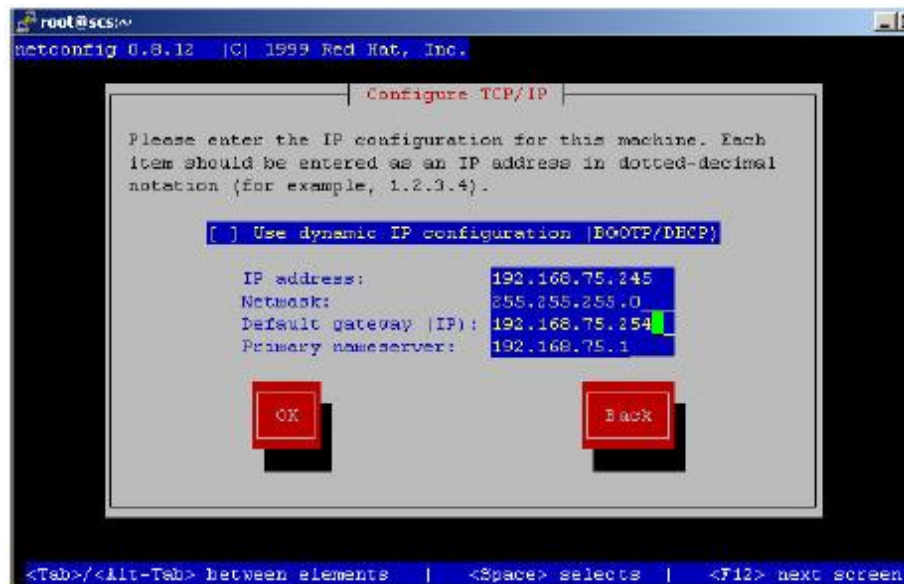 root@scs:~
netconfig 0.8.12 (C) 1999 Red Hat, Inc.
Configure TCP/IP
Please enter the IP configuration for this machine. Each
item should be entered as an IP address in dotted-decimal
notation (for example, 1.2.3.4).
[ ] Use dynamic IP configuration (BOOTP/DHCP)
IP address: 192.168.75.245
Netmask: 255.255.255.0
Default gateway (IP): 192.168.75.254
Primary nameserver: 192.168.75.1
OK Back
<Tab>/<Alt-Tab> between elements | <Space> selects | <F12> next screen